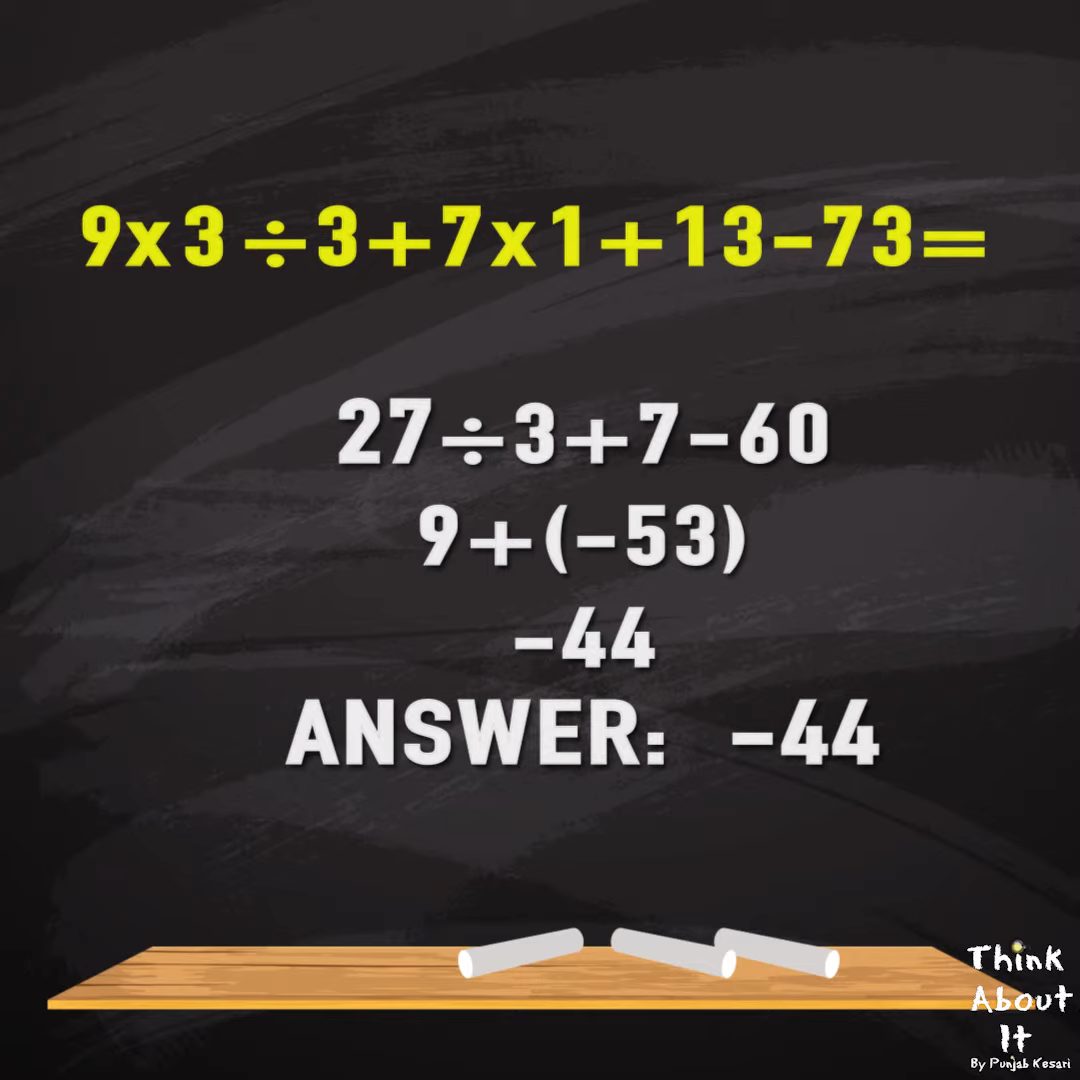 9x3÷3+7x1+13-73=
27÷3+7-60
9+(-53)
-44
ANSWER: -44
Think
About
It
By Punjab Kesari